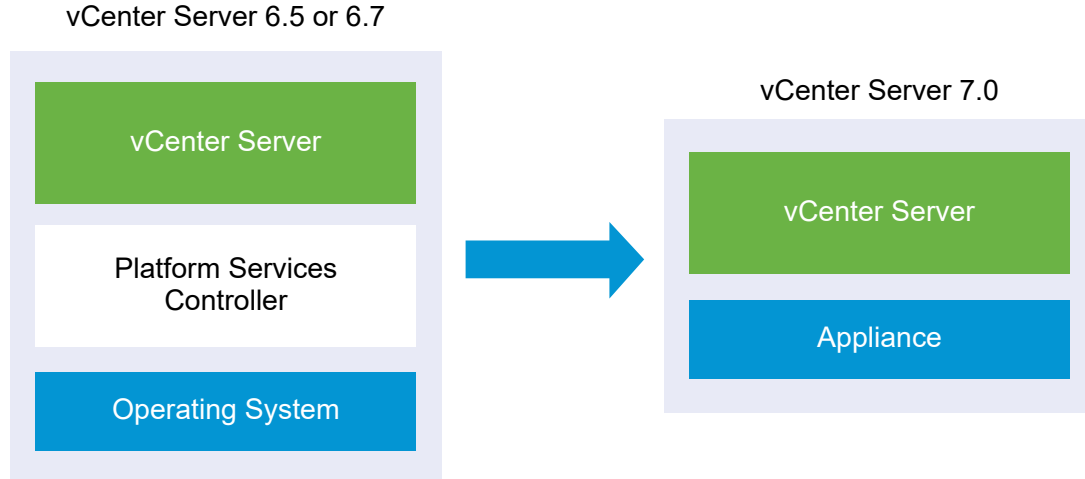 vCenter Server 6.5 or 6.7
vCenter Server
Platform Services
Controller
Operating System
vCenter Server 7.0
vCenter Server
Appliance